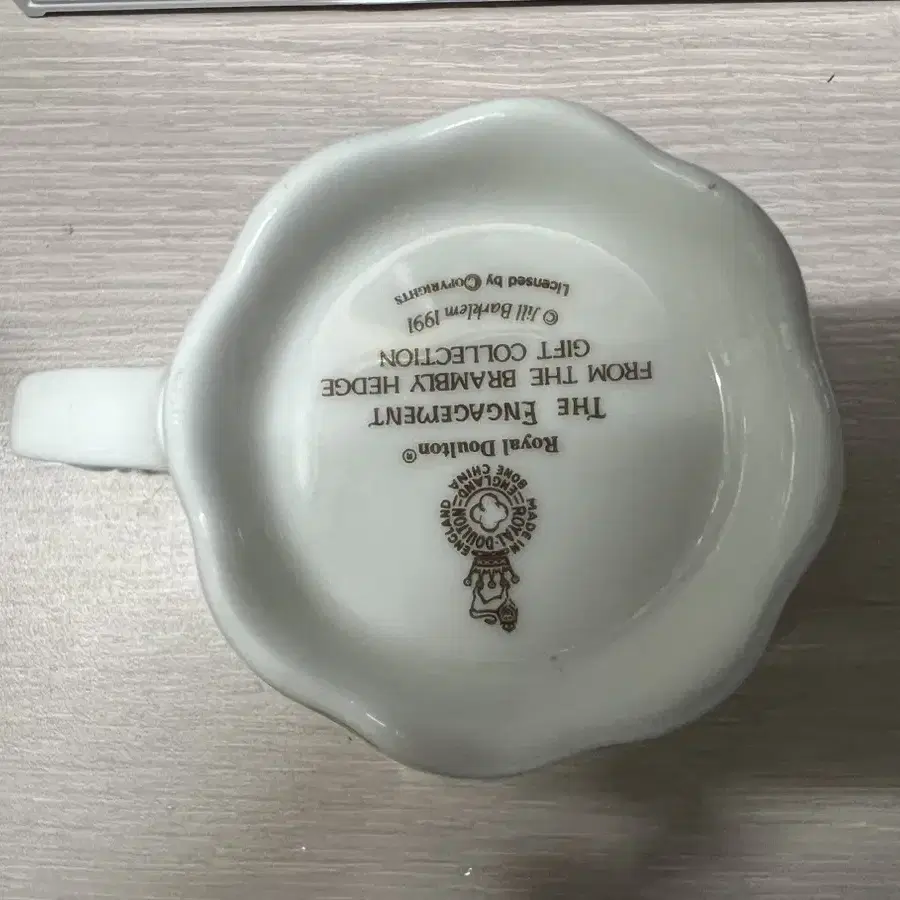 MADE IN ENGLAND
ROYAL·DOULTON
ENGLAND
BONE CHINA
Royal Doulton®
THE ENGAGEMENT
FROM THE BRAMBLY HEDGE
GIFT COLLECTION
© Jill Barklem 1991
Licensed by COPYRIGHTS